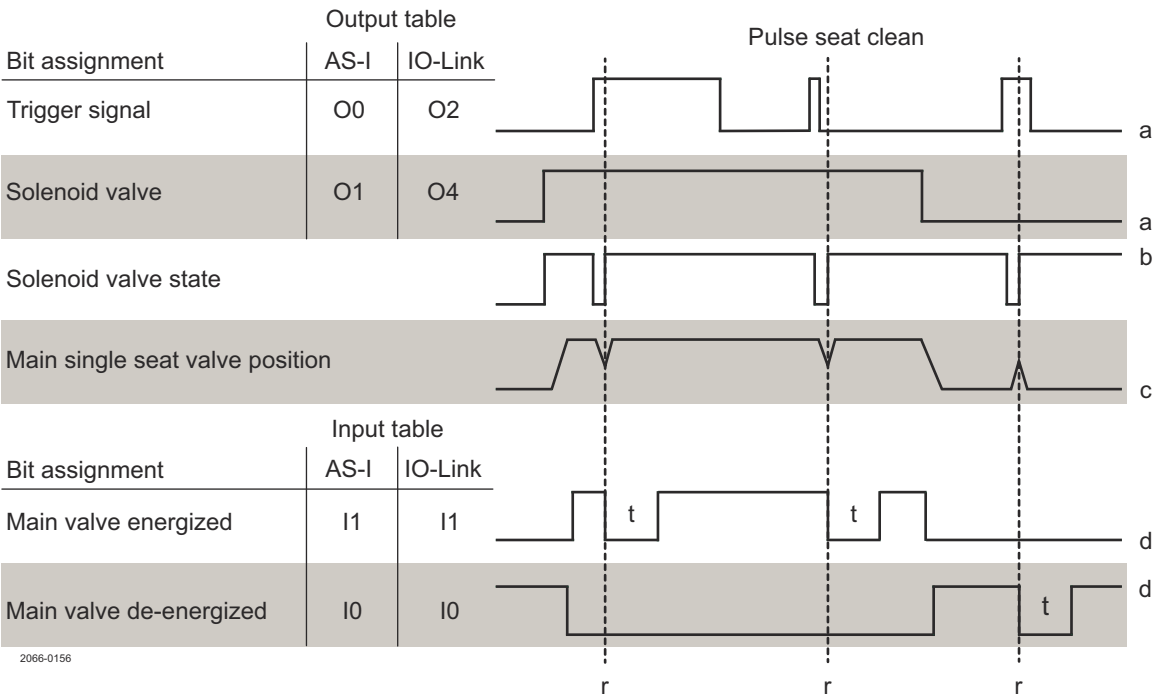 Output table
Pulse seat clean
Bit assignment AS-I IO-Link
Trigger signal O0 O2
a
Solenoid valve O1 O4
a
b
Solenoid valve state
Main single seat valve position
c
Input table
Bit assignment AS-I IO-Link
Main valve energized I1 I1 t t
d
d
Main valve de-energized I0 I0 t
2066-0156
r r r